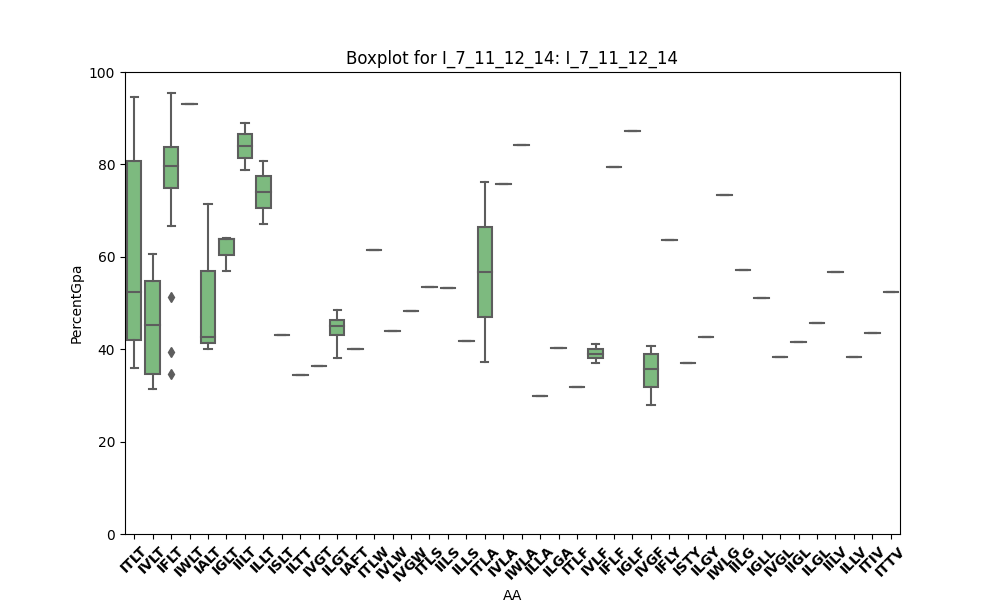 Boxplot for I_7_11_12_14: I_7_11_12_14
100
80
60
40
20
0
PercentGpa
ITLT
IVLT
IFLT
IWLT
IALT
IGLT
IILT
ILLT
ISLT
ILTT
IVGT
ILGT
IAFT
ITLW
IVLW
IVGW
ITLS
IILS
ILLS
ITLA
IVLA
IWLA
ILLA
ILGA
ITLF
IVLF
IFLF
IGLF
IVGF
IFLY
ISTY
ILGY
IWLG
IILG
IGLL
IVGL
IIGL
ILGL
IILV
ILLV
ITIV
ITTV
AA